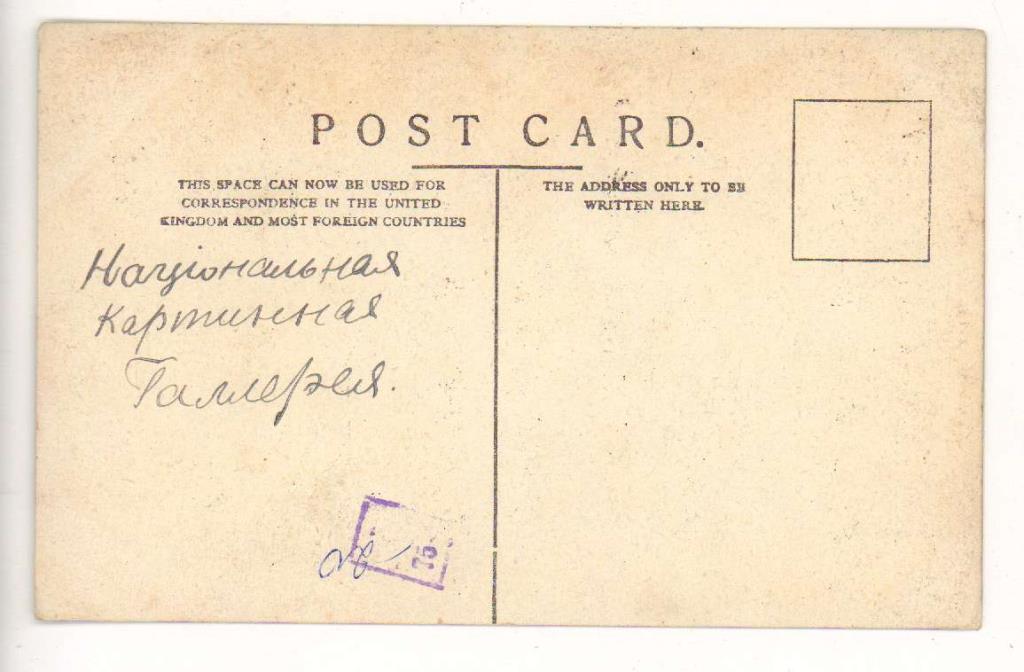 POST CARD.
THIS SPACE CAN NOW BE USED FOR
CORRESPONDENCE IN THE UNITED
KINGDOM AND MOST FOREIGN COUNTRIES
THE ADDRESS ONLY TO BE
WRITTEN HERE.
Національная
Картинная
Галлерея.